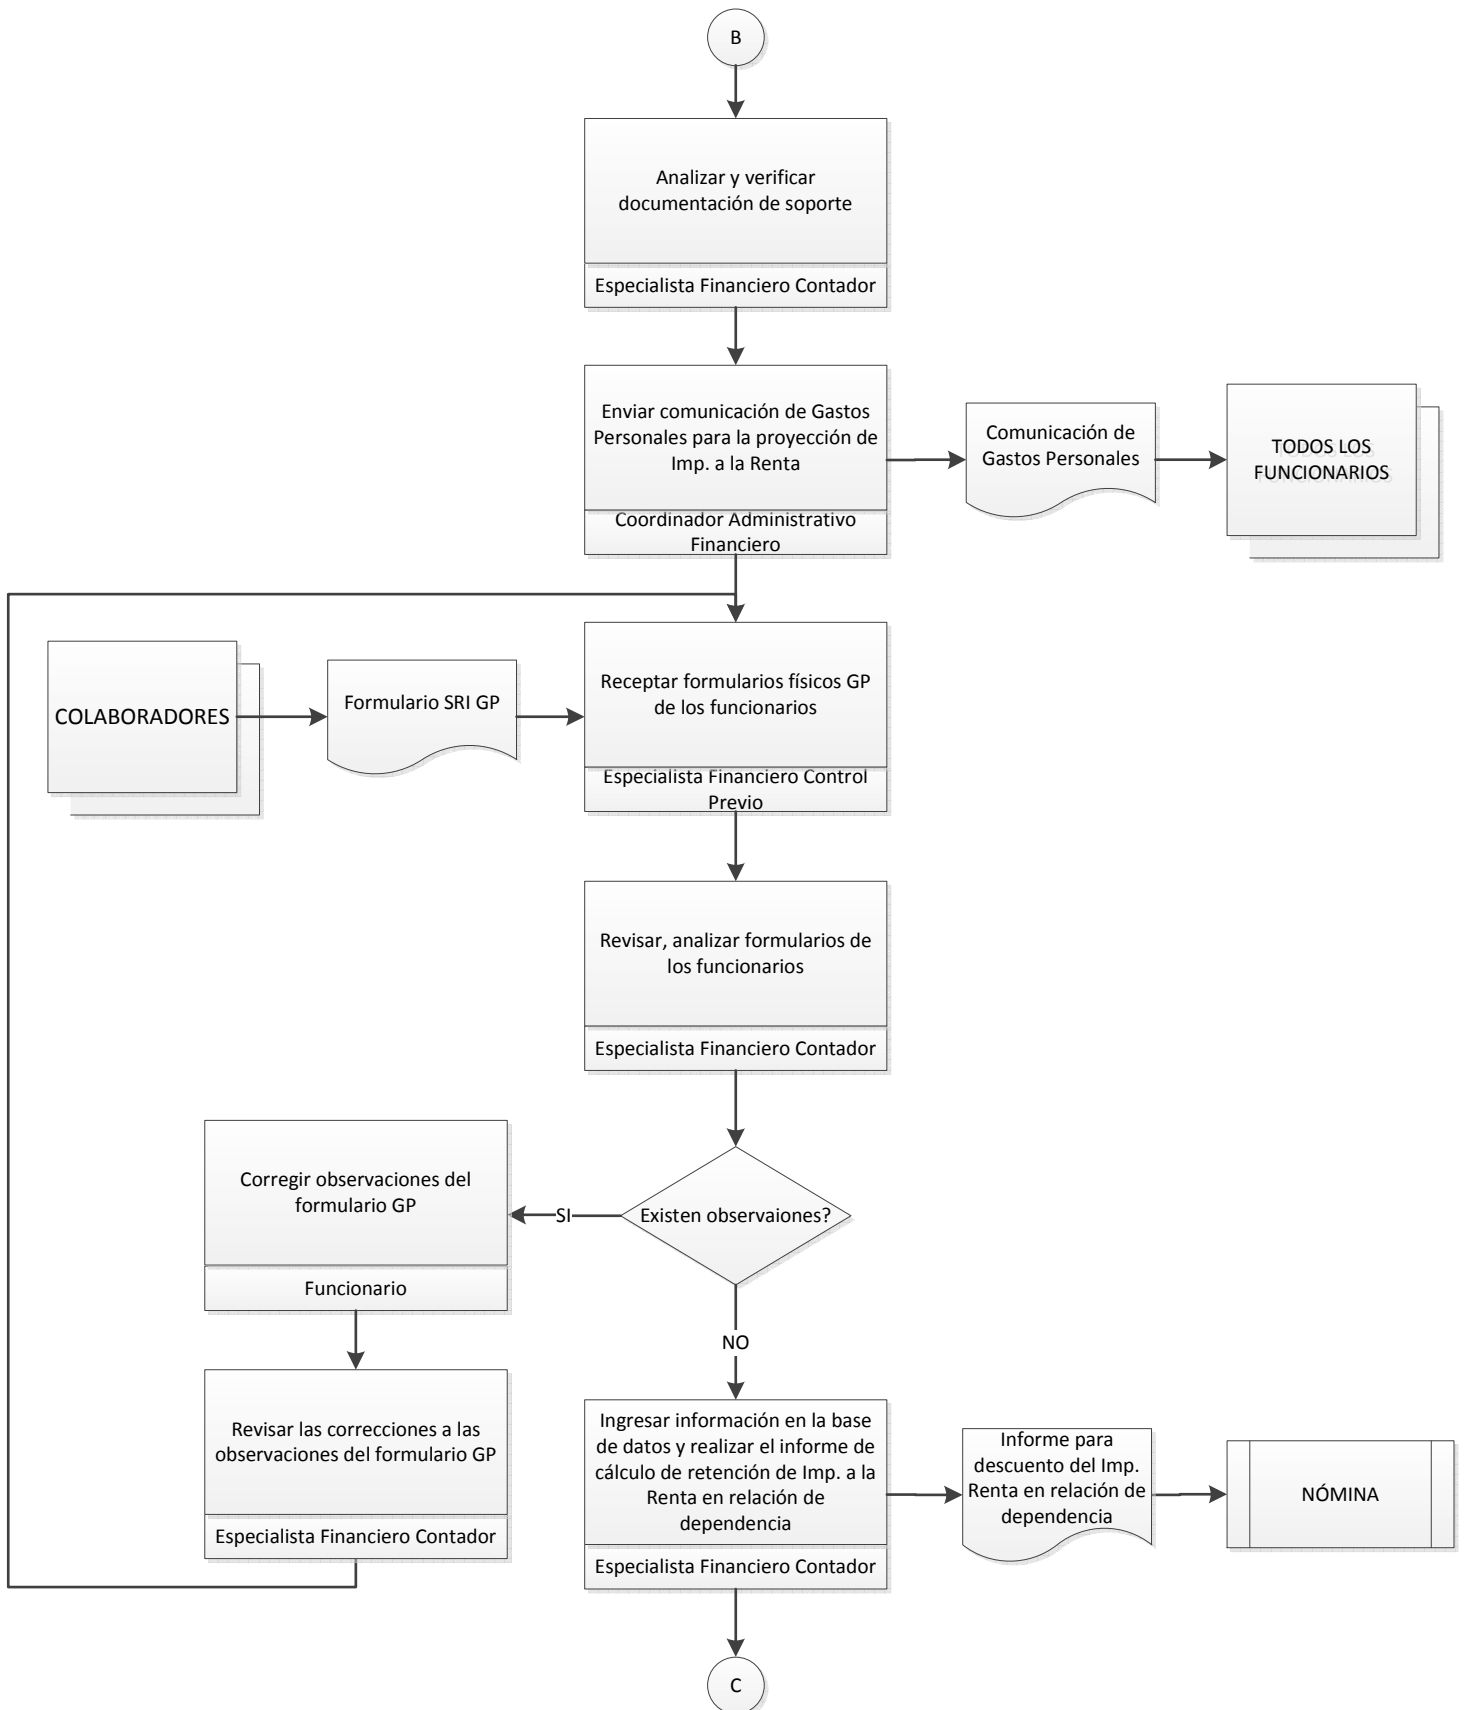 B
Analizar y verificar
documentación de soporte
Especialista Financiero Contador
Enviar comunicación de Gastos
Personales para la proyección de
Imp. a la Renta
Coordinador Administrativo
Financiero
Comunicación de
Gastos Personales
TODOS LOS
FUNCIONARIOS
COLABORADORES
Formulario SRI GP
Receptar formularios físicos GP
de los funcionarios
Especialista Financiero Control
Previo
Revisar, analizar formularios de
los funcionarios
Especialista Financiero Contador
Existen observaiones?
SI
Corregir observaciones del
formulario GP
Funcionario
Revisar las correcciones a las
observaciones del formulario GP
Especialista Financiero Contador
NO
Ingresar información en la base
de datos y realizar el informe de
cálculo de retención de Imp. a la
Renta en relación de
dependencia
Especialista Financiero Contador
Informe para
descuento del Imp.
Renta en relación de
dependencia
NÓMINA
C